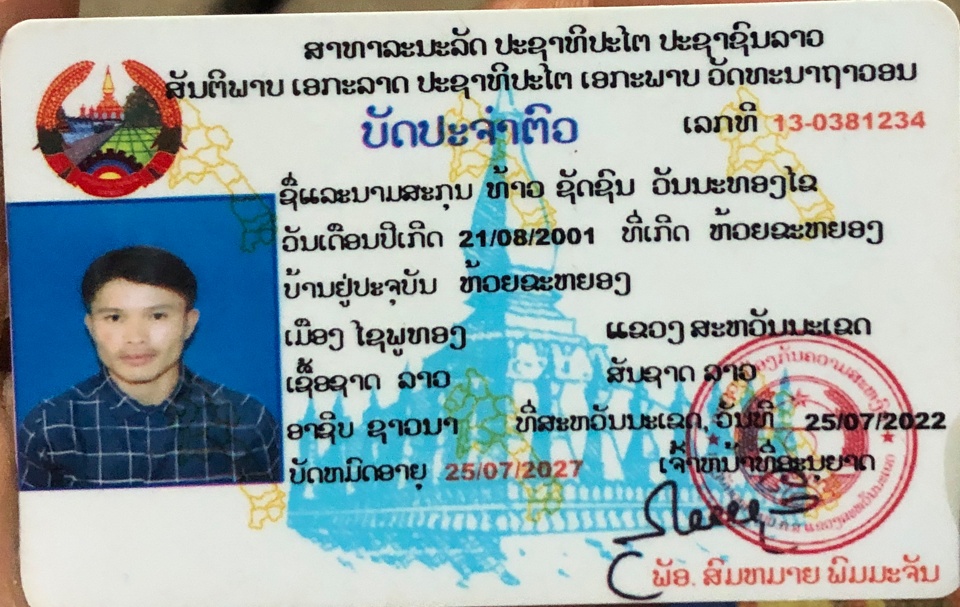 ສາທາລະນະລັດ ປະຊາທິປະໄຕ ປະຊາຊົນລາວ
ສັນຕິພາບ ເອກະລາດ ປະຊາທິປະໄຕ ເອກະພາບ ວັດທະນາຖາວອນ
ບັດປະຈຳຕົວ ເລກທີ 13-0381234
ຊື່ແລະນາມສະກຸນ ທ້າວ ຊັດຊົນ ວັນນະທອງໄຊ
ວັນເດືອນປີເກີດ 21/08/2001 ທີ່ເກີດ ຫ້ວຍຂະຫຍອງ
ບ້ານຢູ່ປະຈຸບັນ ຫ້ວຍຂະຫຍອງ
ເມືອງ ໄຊພູທອງ ແຂວງ ສະຫວັນນະເຂດ
ເຊື້ອຊາດ ລາວ ສັນຊາດ ລາວ
ອາຊີບ ຊາວນາ ທີ່ສະຫວັນນະເຂດ, ວັນທີ 25/07/2022
ບັດຫມົດອາຍຸ 25/07/2027 ເຈົ້າຫນ້າທີ່ອະນຸຍາດ
ພັອ. ສົມຫມາຍ ພິມມະຈັນ